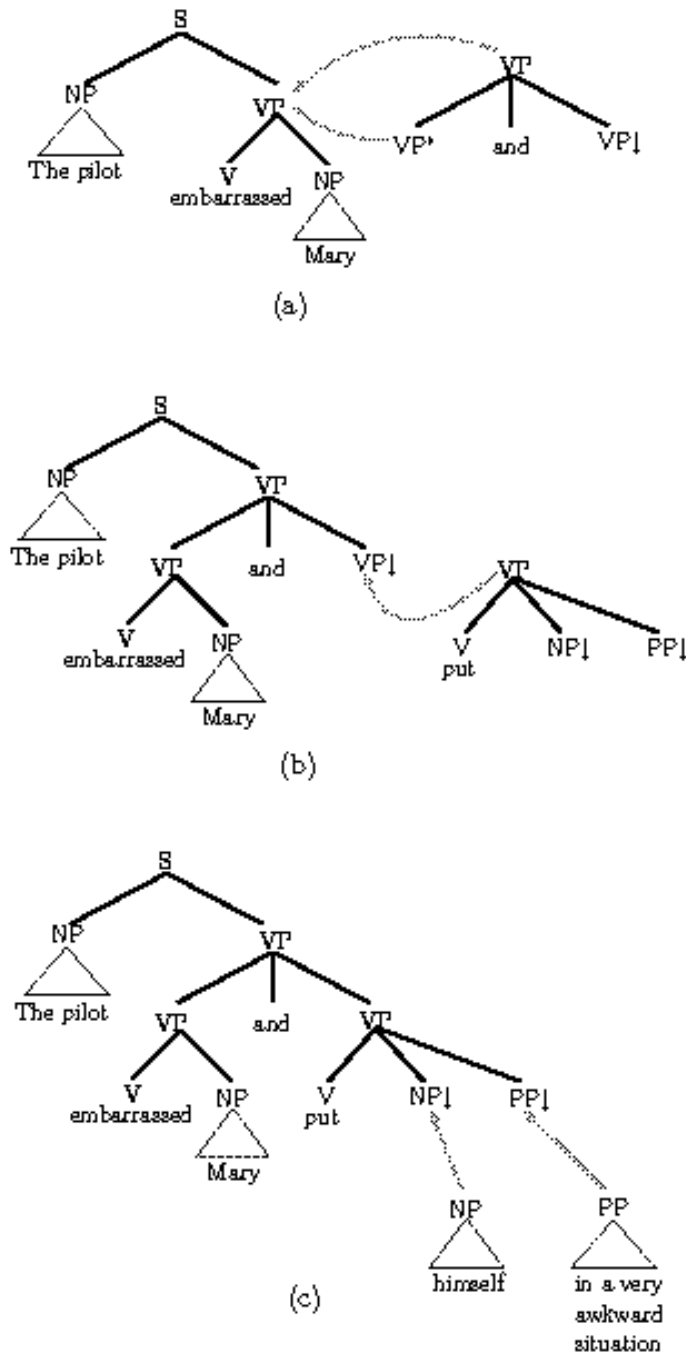 S
NP VP VP
The pilot V NP VP* and VP↓
embarrassed
Mary
(a)
S
NP VP
The pilot VP and VP↓ VP
V NP V NP↓ PP↓
embarrassed put
Mary
(b)
S
NP VP
The pilot VP and VP
V NP V NP↓ PP↓
embarrassed put
Mary
NP PP
himself in a very
awkward
situation
(c)